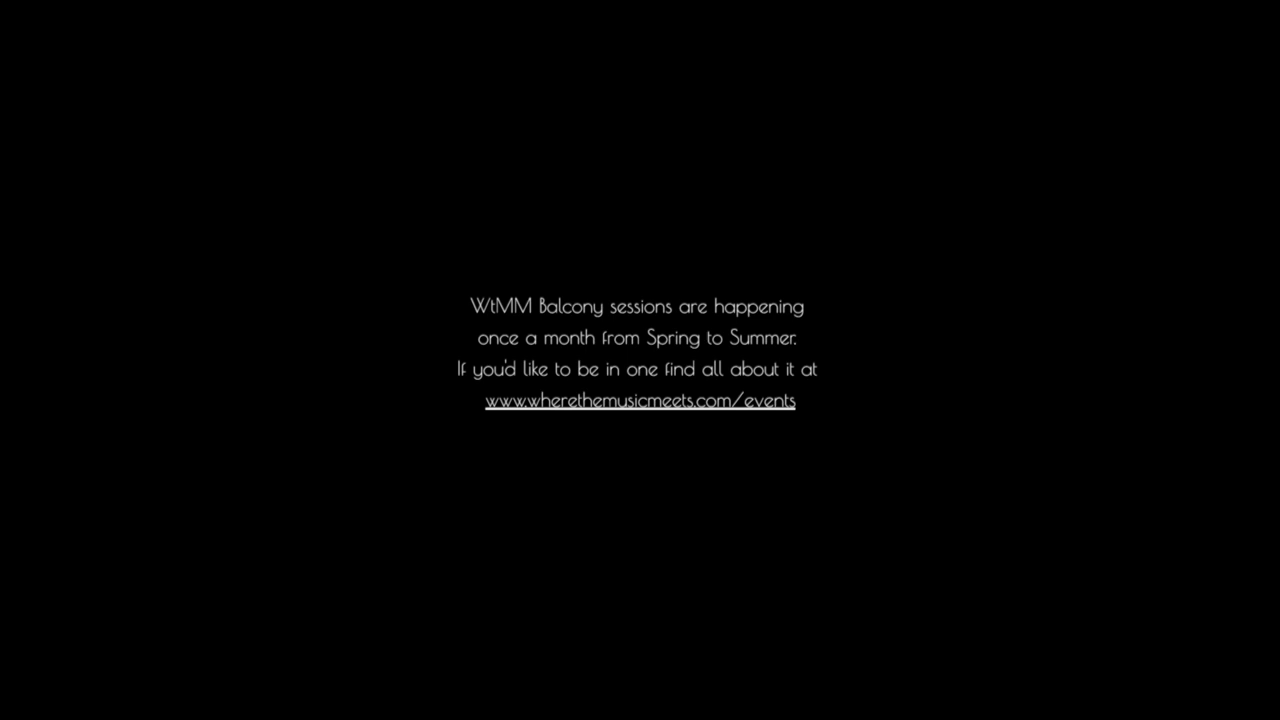 WtMM Balcony sessions are happening
once a month from Spring to Summer.
If you'd like to be in one find all about it at
www.wherethemusicmeets.com/events